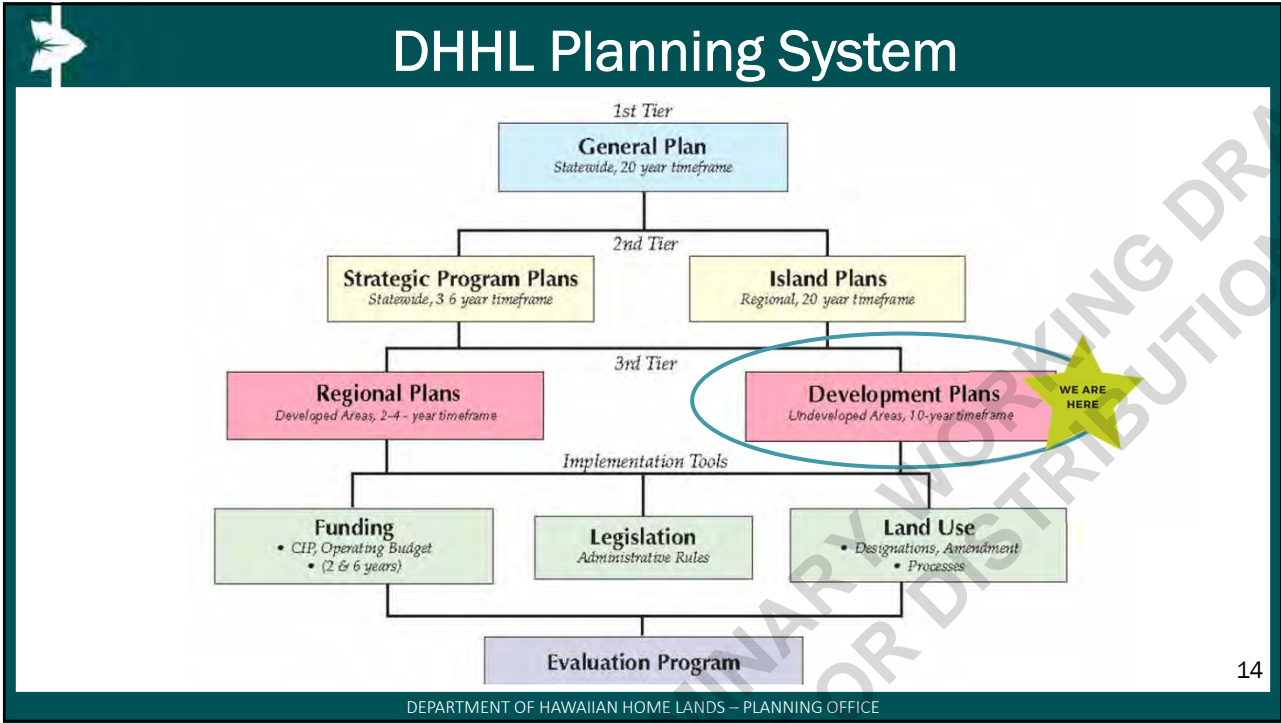 DHHL Planning System
1st Tier
General Plan
Statewide, 20 year timeframe
2nd Tier
Strategic Program Plans
Statewide, 3 6 year timeframe
Island Plans
Regional, 20 year timeframe
3rd Tier
Regional Plans
Developed Areas, 2-4 - year timeframe
Development Plans
Undeveloped Areas, 10-year timeframe
WE ARE
HERE
Implementation Tools
Funding
• CIP, Operating Budget
• (2 & 6 years)
Legislation
Administrative Rules
Land Use
• Designations, Amendment
• Processes
Evaluation Program
14
DEPARTMENT OF HAWAIIAN HOME LANDS – PLANNING OFFICE
WORKING